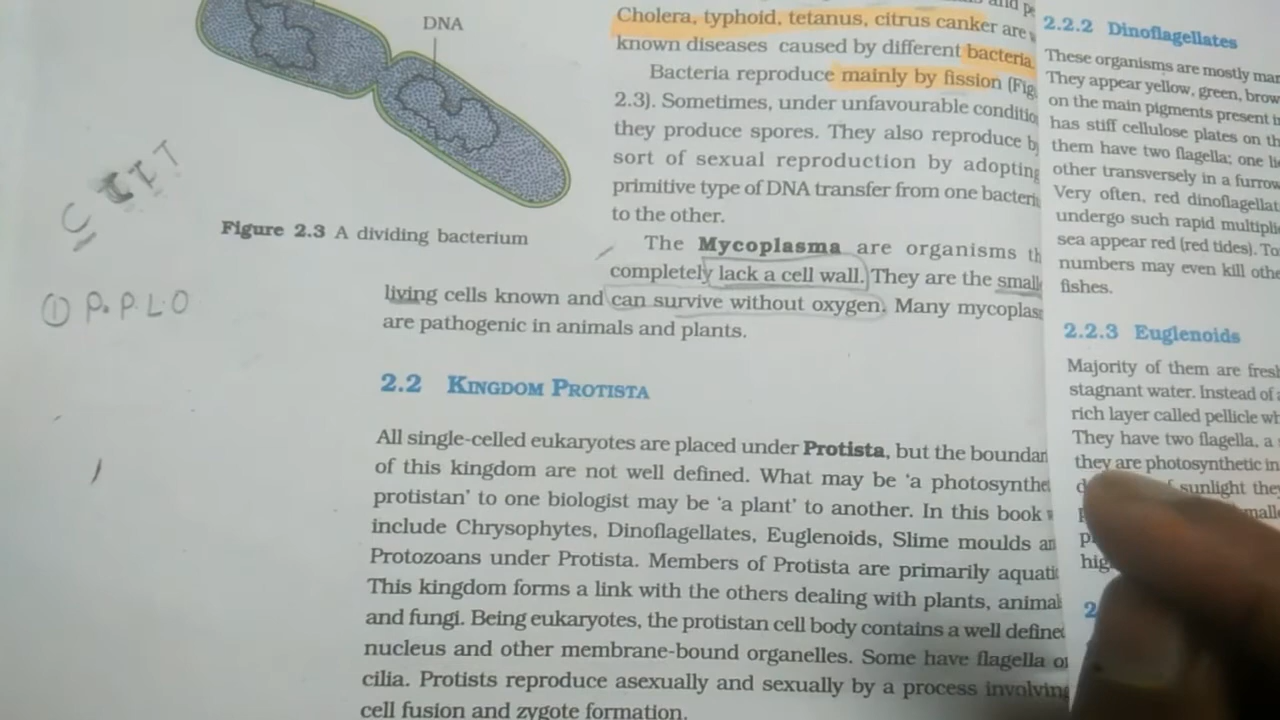 DNA
Figure 2.3 A dividing bacterium
① P.P.L.O
Cholera, typhoid, tetanus, citrus canker are
known diseases caused by different bacteria
Bacteria reproduce mainly by fission (Fig
2.3). Sometimes, under unfavourable conditio
they produce spores. They also reproduce b
sort of sexual reproduction by adopting
primitive type of DNA transfer from one bacteri
to the other.
The Mycoplasma are organisms th
completely lack a cell wall. They are the small
living cells known and can survive without oxygen. Many mycoplas
are pathogenic in animals and plants.
2.2 KINGDOM PROTISTA
All single-celled eukaryotes are placed under Protista, but the boundar
of this kingdom are not well defined. What may be ‘a photosynthe
protistan’ to one biologist may be ‘a plant’ to another. In this book
include Chrysophytes, Dinoflagellates, Euglenoids, Slime moulds an
Protozoans under Protista. Members of Protista are primarily aquati
This kingdom forms a link with the others dealing with plants, animal
and fungi. Being eukaryotes, the protistan cell body contains a well define
nucleus and other membrane-bound organelles. Some have flagella o
cilia. Protists reproduce asexually and sexually by a process involving
cell fusion and zygote formation.
2.2.2 Dinoflagellates
These organisms are mostly mar
They appear yellow, green, brow
on the main pigments present i
has stiff cellulose plates on th
them have two flagella; one li
other transversely in a furrow
Very often, red dinoflagellat
undergo such rapid multipli
sea appear red (red tides). To
numbers may even kill othe
fishes.
2.2.3 Euglenoids
Majority of them are fresh
stagnant water. Instead of a
rich layer called pellicle wh
They have two flagella, a s
they are photosynthetic in
sunlight they
smalle
hig